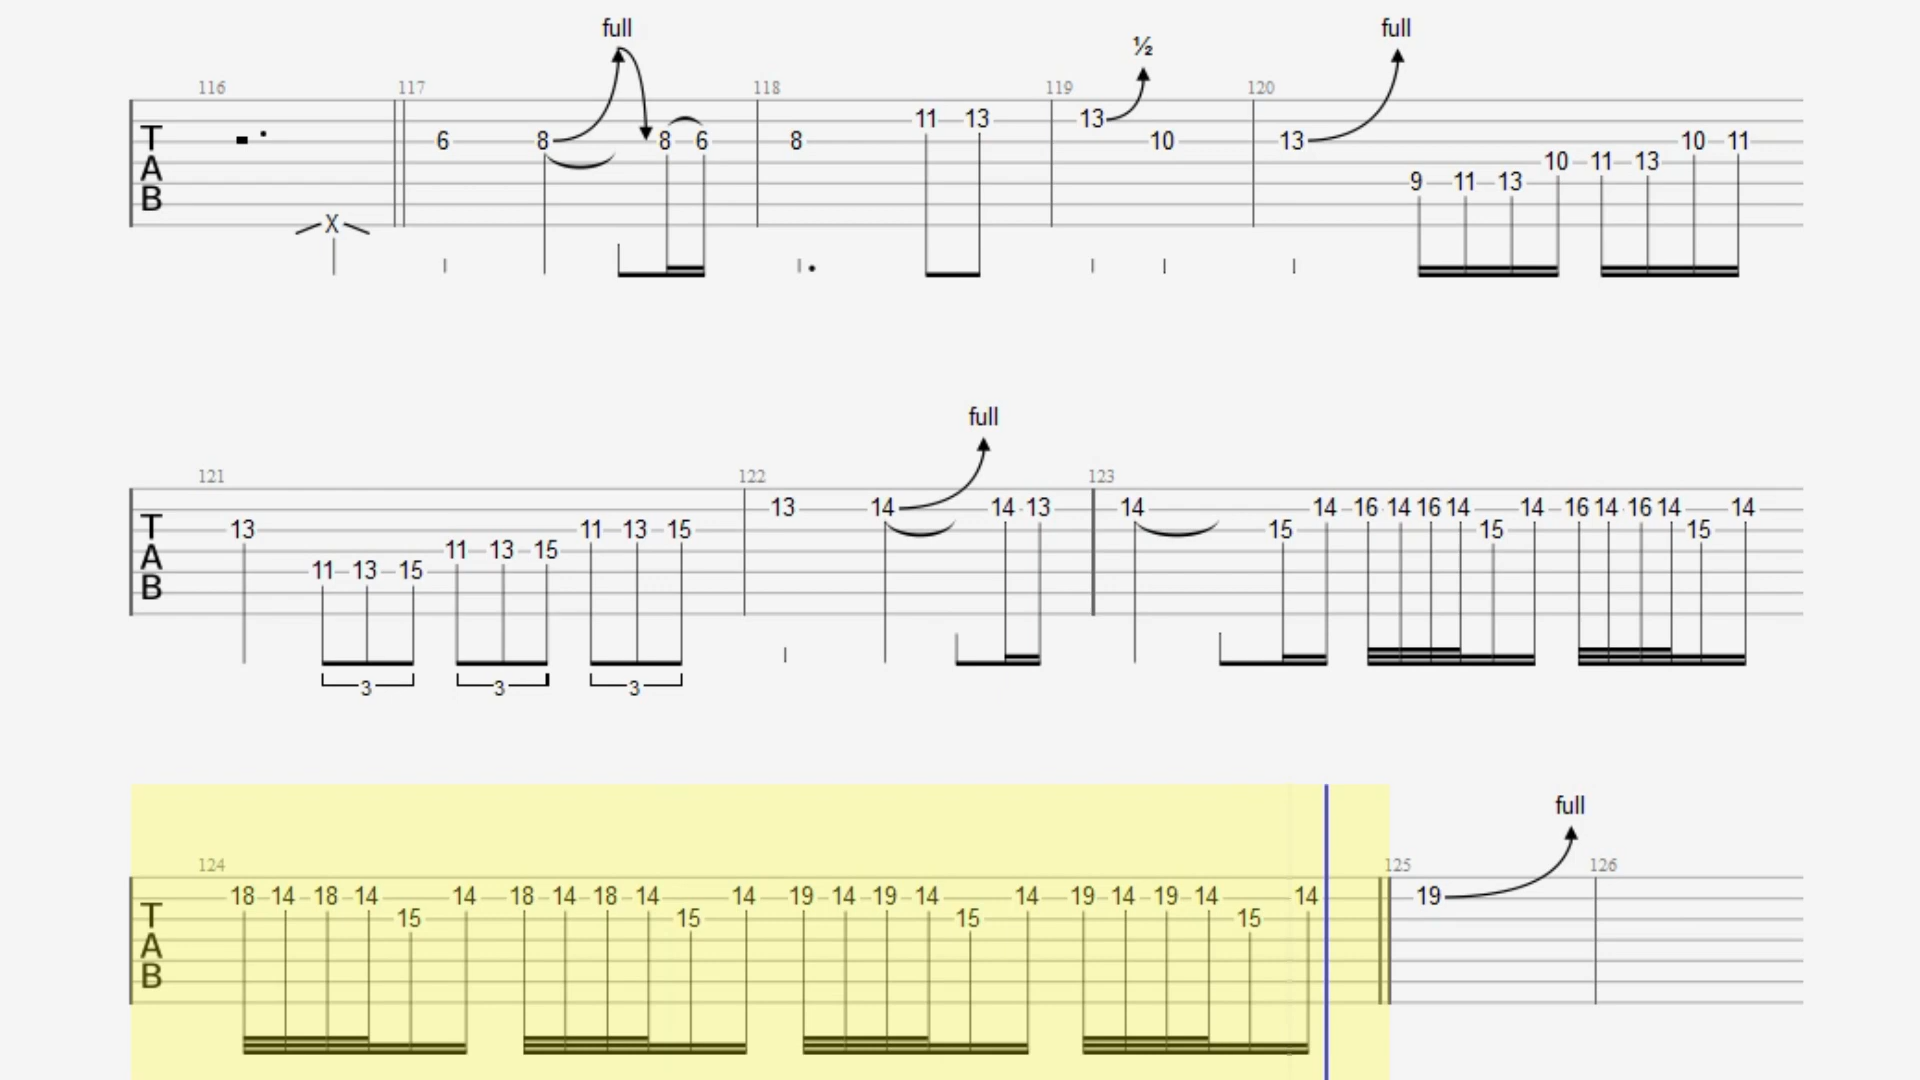 full full
½
116 117 118 119 120
11 13 13
6 8 8 6 8 10 13 10 11
10 11 13
9 11 13
X
TAB
full
121 122 123
13 14 14 13 14 14 16 14 16 14 14 16 14 16 14 14
13 11 13 15 15 15 15
11 13 15
11 13 15
TAB
3 3 3
full
124 125 126
18 14 18 14 14 18 14 18 14 14 19 14 19 14 14 19 14 19 14 14 19
15 15 15 15
TAB